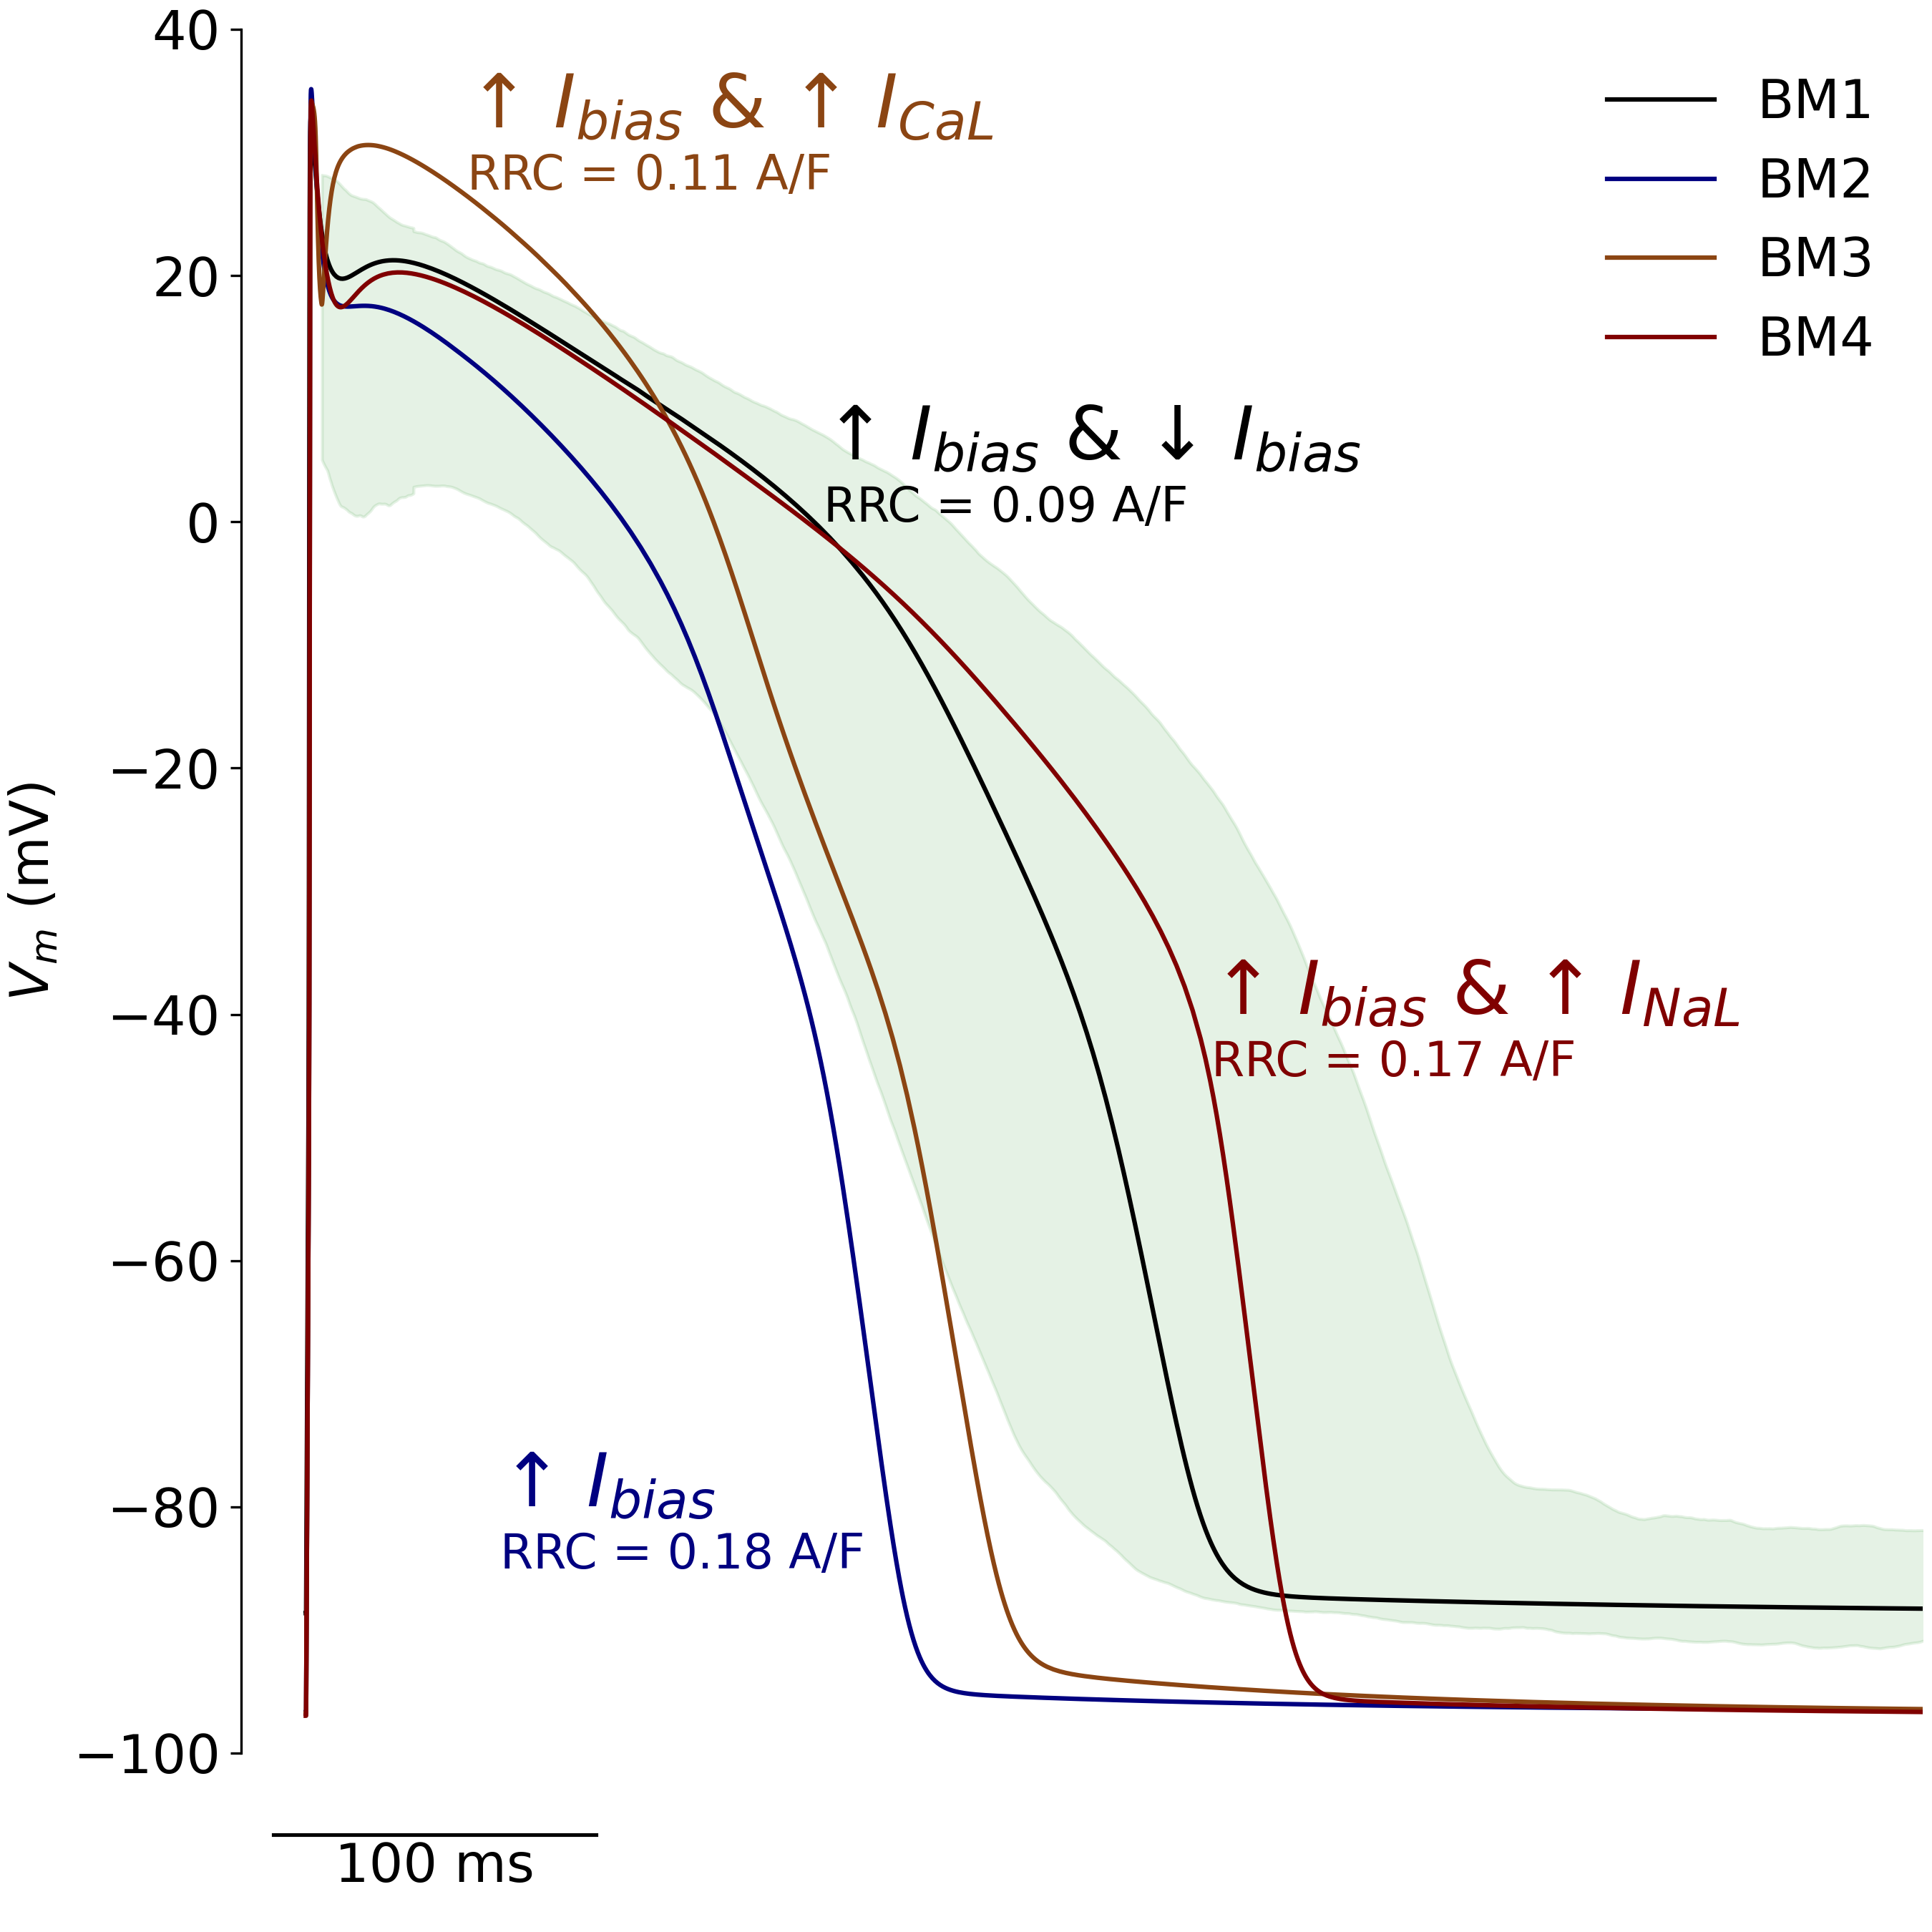 40
↑ I_bias & ↑ I_CaL
RRC = 0.11 A/F
BM1
BM2
BM3
BM4
20
↑ I_bias & ↓ I_bias
RRC = 0.09 A/F
0
−20
V_m (mV)
−40
↑ I_bias & ↑ I_NaL
RRC = 0.17 A/F
−60
↑ I_bias
RRC = 0.18 A/F
−80
−100
100 ms